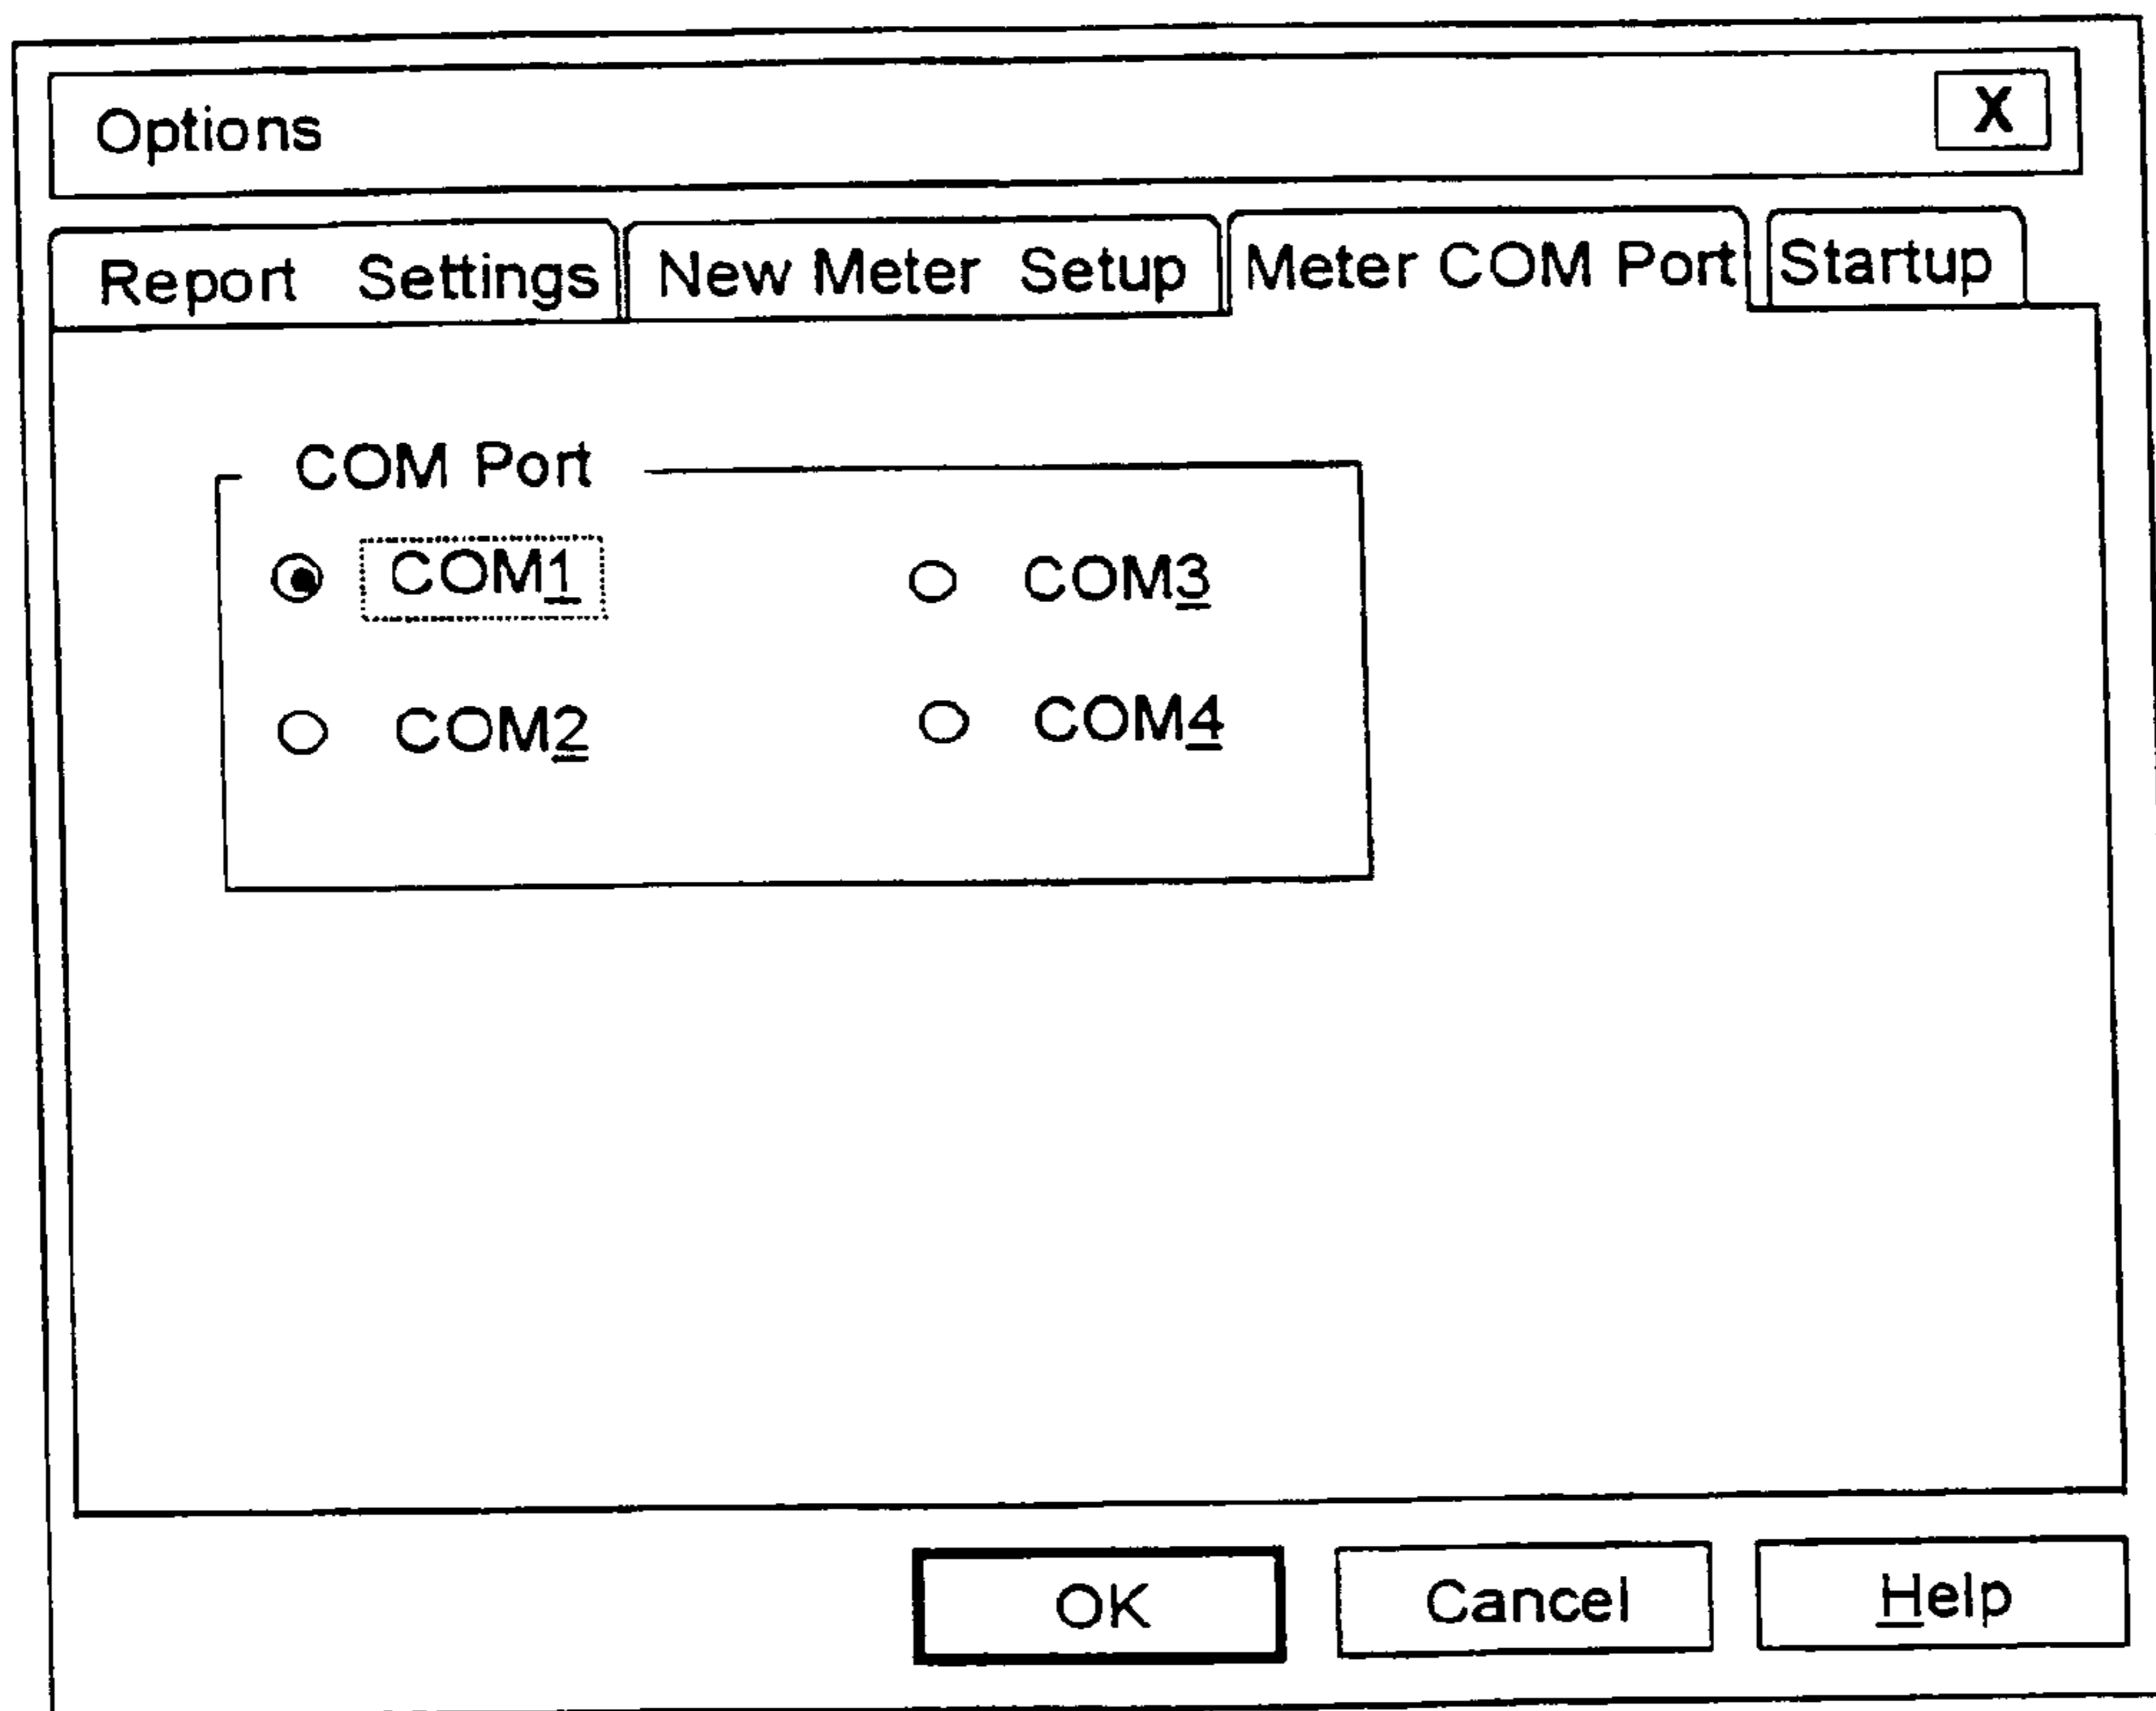 Options X
Report Settings New Meter Setup Meter COM Port Startup
COM Port
COM1 COM3
COM2 COM4
OK Cancel Help